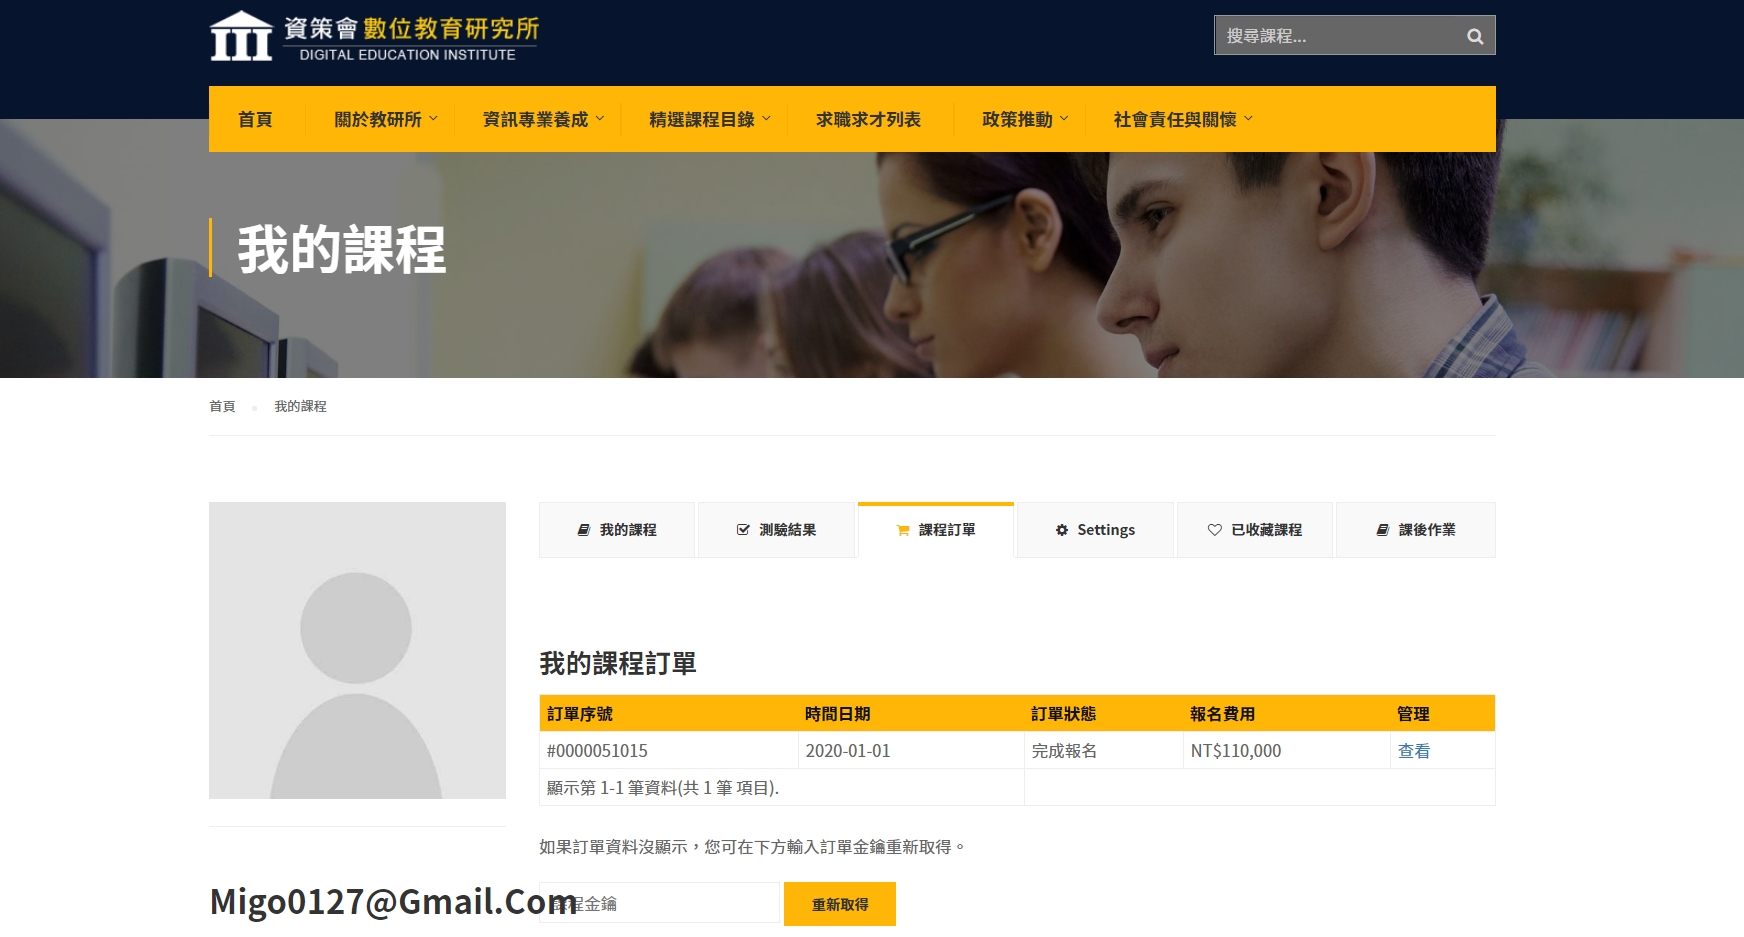 資策會 數位教育研究所
DIGITAL EDUCATION INSTITUTE
搜尋課程...
首頁 關於教研所 資訊專業養成 精選課程目錄 求職求才列表 政策推動 社會責任與關懷
我的課程
首頁 我的課程
我的課程 測驗結果 課程訂單 Settings 已收藏課程 課後作業
我的課程訂單
訂單序號 時間日期 訂單狀態 報名費用 管理
#0000051015 2020-01-01 完成報名 NT$110,000 查看
顯示第 1-1 筆資料(共 1 筆 項目).
如果訂單資料沒顯示，您可在下方輸入訂單金鑰重新取得。
Migo0127@Gmail.Com
程金鑰 重新取得